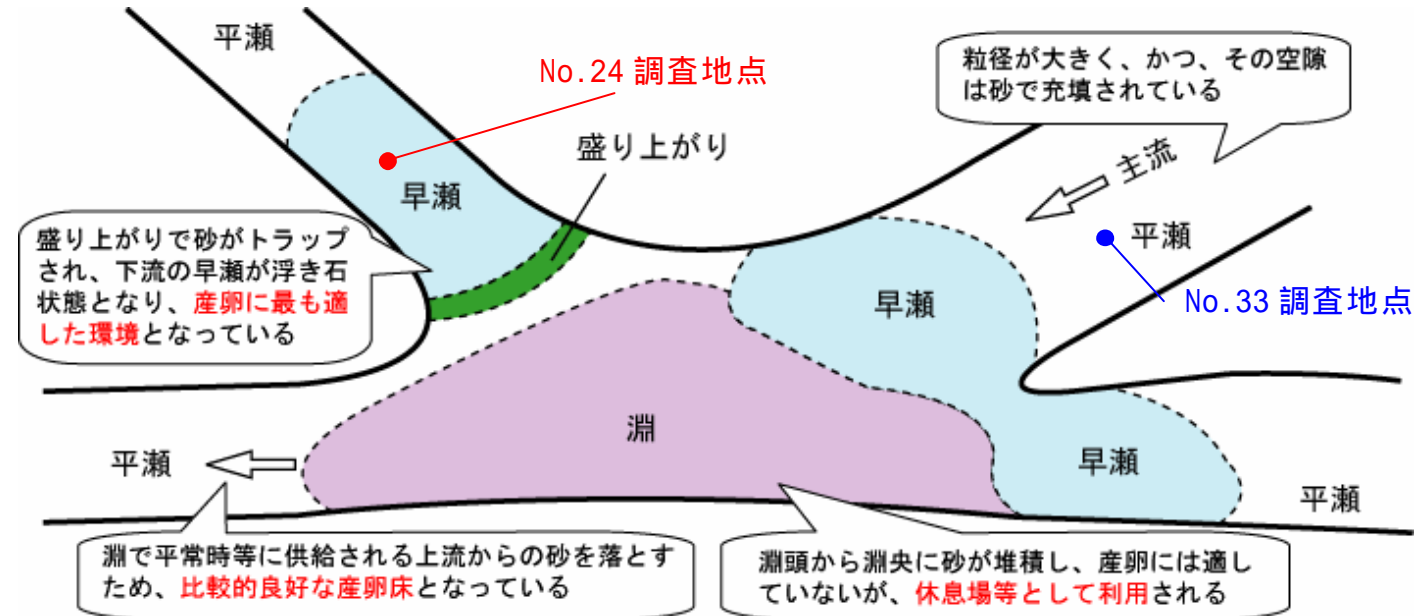 平瀬
No.24 調査地点
粒径が大きく、かつ、その空隙
は砂で充填されている
盛り上がり
主流
早瀬
平瀬
盛り上がりで砂がトラップ
され、下流の早瀬が浮き石
状態となり、産卵に最も適
した環境となっている
早瀬
No.33 調査地点
淵
平瀬
早瀬
平瀬
淵で平常時等に供給される上流からの砂を落とす
ため、比較的良好な産卵床となっている
淵頭から淵央に砂が堆積し、産卵には適し
ていないが、休息場等として利用される